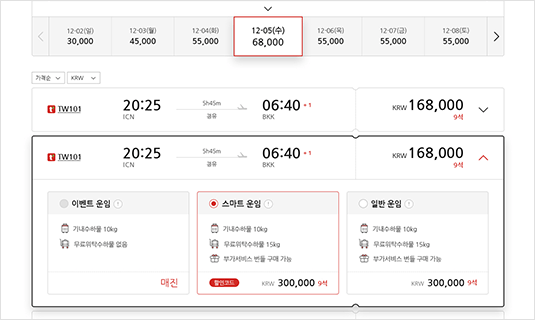 12-02(일) 12-03(월) 12-04(화) 12-05(수) 12-06(목) 12-07(금) 12-08(토)
30,000 45,000 55,000 68,000 55,000 55,000 55,000
가격순 KRW
t' TW101 20:25 5h45m 06:40 +1 KRW 168,000
ICN 경유 BKK 9석
t' TW101 20:25 5h45m 06:40 +1 KRW 168,000
ICN 경유 BKK 9석
이벤트 운임
기내수하물 10kg
무료위탁수하물 없음
매진
스마트 운임
기내수하물 10kg
무료위탁수하물 15kg
부가서비스 번들 구매 가능
할인코드 KRW 300,000 9석
일반 운임
기내수하물 10kg
무료위탁수하물 15kg
부가서비스 번들 구매 가능
KRW 300,000 9석